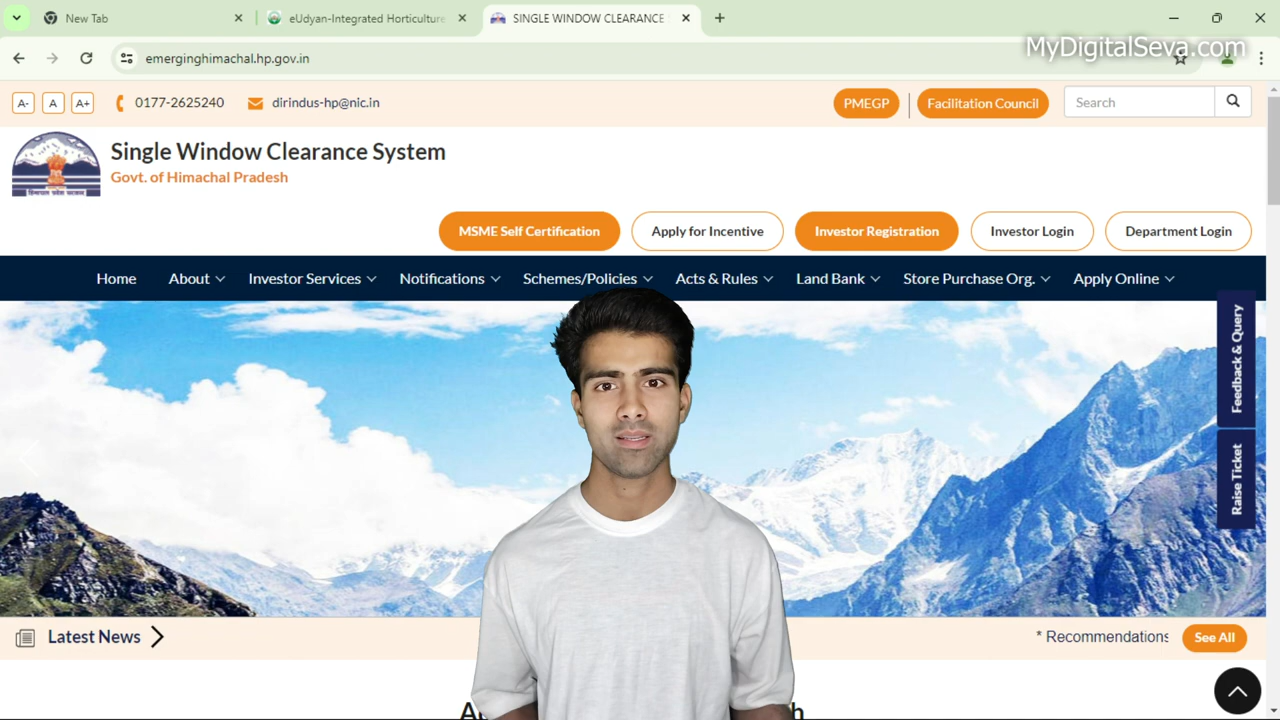 New Tab
eUdyan-Integrated Horticulture
SINGLE WINDOW CLEARANCE
MyDigitalSeva.com
emerginghimachal.hp.gov.in
A-
A
A+
0177-2625240
dirindus-hp@nic.in
PMEGP
Facilitation Council
Search
Single Window Clearance System
Govt. of Himachal Pradesh
MSME Self Certification
Apply for Incentive
Investor Registration
Investor Login
Department Login
Home
About
Investor Services
Notifications
Schemes/Policies
Acts & Rules
Land Bank
Store Purchase Org.
Apply Online
Feedback & Query
Raise Ticket
Latest News
* Recommendations
See All